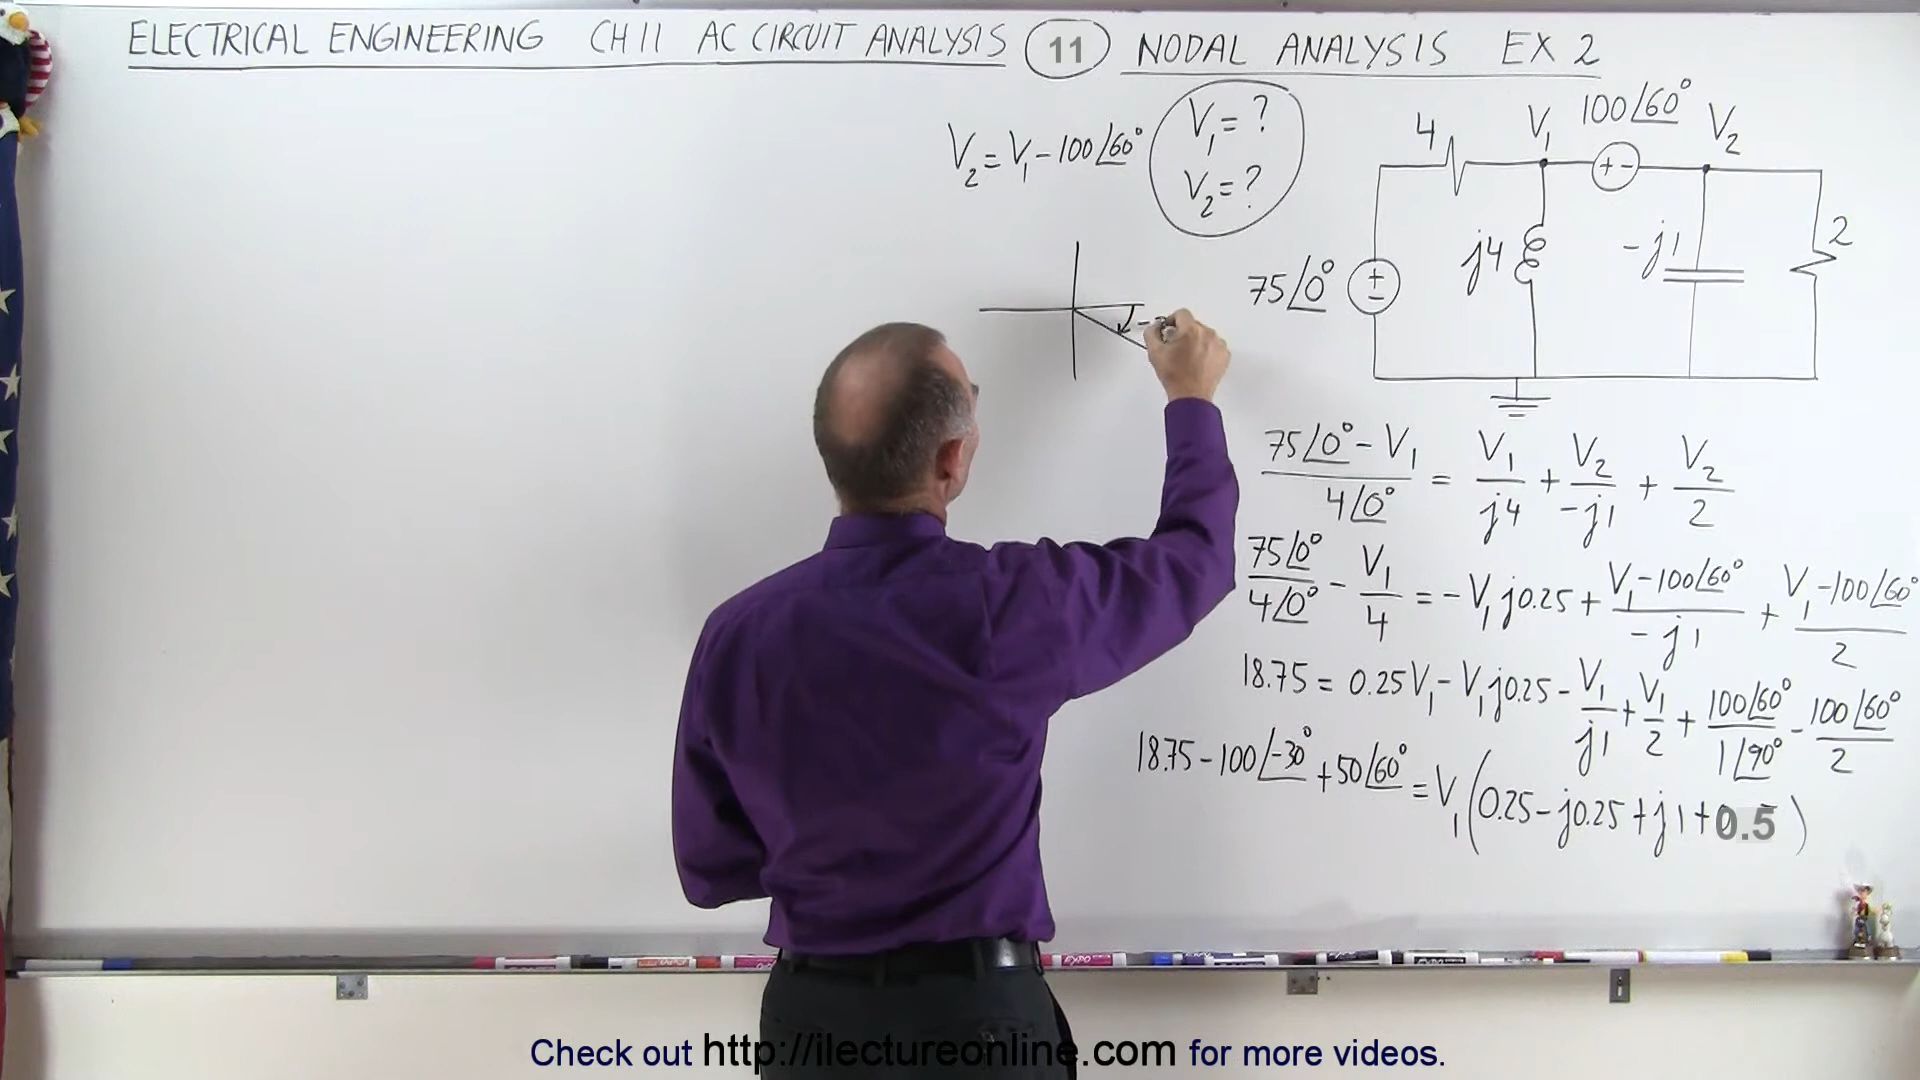 ELECTRICAL ENGINEERING CH 11 AC CIRCUIT ANALYSIS 11 NODAL ANALYSIS EX 2
V₂ = V₁ - 100∠60°
V₁ = ?
V₂ = ?
4
V₁
100∠60°
V₂
+ -
75∠0°
+
-
j4
-j1
2
(75∠0° - V₁)/(4∠0°) = V₁/j4 + V₂/-j1 + V₂/2
75∠0°/4∠0° - V₁/4 = -V₁ j0.25 + (V₁ - 100∠60°)/-j1 + (V₁ - 100∠60°)/2
18.75 = 0.25V₁ - V₁j0.25 - V₁/j1 + V₁/2 + 100∠60°/1∠90° - 100∠60°/2
18.75 - 100∠-30° + 50∠60° = V₁(0.25 - j0.25 + j1 + 0.5)
Check out http://ilectureonline.com for more videos.